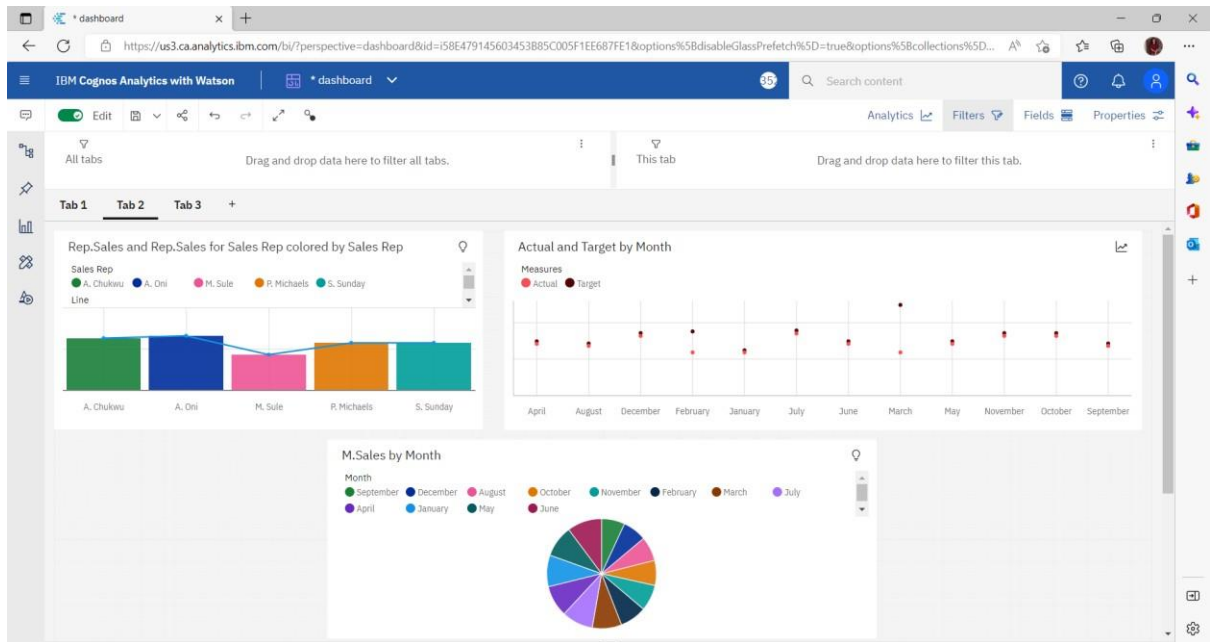 * dashboard
https://us3.ca.analytics.ibm.com/bi/?perspective=dashboard&id=i58E479145603453B85C005F1EE687FE1&options%5BdisableGlassPrefetch%5D=true&options%5Bcollections%5D...
IBM Cognos Analytics with Watson
* dashboard
35
Search content
Edit
Analytics
Filters
Fields
Properties
All tabs
Drag and drop data here to filter all tabs.
This tab
Drag and drop data here to filter this tab.
Tab 1 Tab 2 Tab 3 +
Rep.Sales and Rep.Sales for Sales Rep colored by Sales Rep
Sales Rep
A. Chukwu A. Oni M. Sule P. Michaels S. Sunday
Line
A. Chukwu A. Oni M. Sule P. Michaels S. Sunday
Actual and Target by Month
Measures
Actual Target
April August December February January July June March May November October September
M.Sales by Month
Month
September December August October November February March July
April January May June